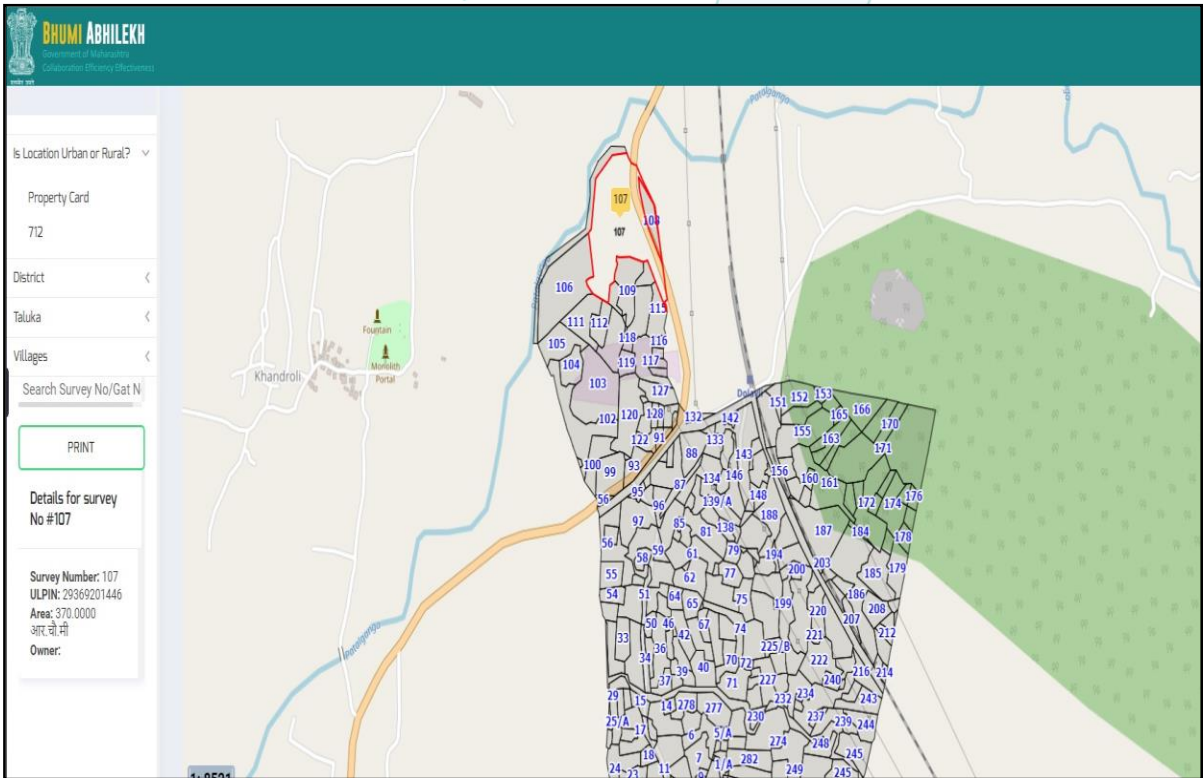 BHUMI ABHILEKH
Government of Maharashtra
Collaboration Efficiency Effectiveness
सत्यमेव जयते
Is Location Urban or Rural?
Property Card
712
District
Taluka
Villages
Search Survey No/Gat N
PRINT
Details for survey
No #107
Survey Number: 107
ULPIN: 29369201446
Area: 370.0000
आर.चौ.मी
Owner:
Patalganga
Patalganga
107
108
107
106
109
115
111 112
Fountain
105
118 116
104
119 117
Monolith
Portal
Khandroli
103
127
151 152 153
102 120 128
132 142
165 166
170
122 91
133
155
163
171
88
143
100 99 93
156
160 161
87
134 146
56
95
96
139/A
148
172 174 176
97
85
81 138
188
187
184
178
56
58 59
61
79
194
203
55
62
77
200
185 179
54
51
64
65
75
199
186
208
220
207
50 46
67
33
42
74
221
212
36
225/B
34
222
39 40
70 72
216 214
37
71
227
240
29
15
232 234
243
14 278 277
25/A
17
230
237 239 244
6
5/A
274
248
18
7
1/A 282
245
24 23
11
249
245
Patalganga